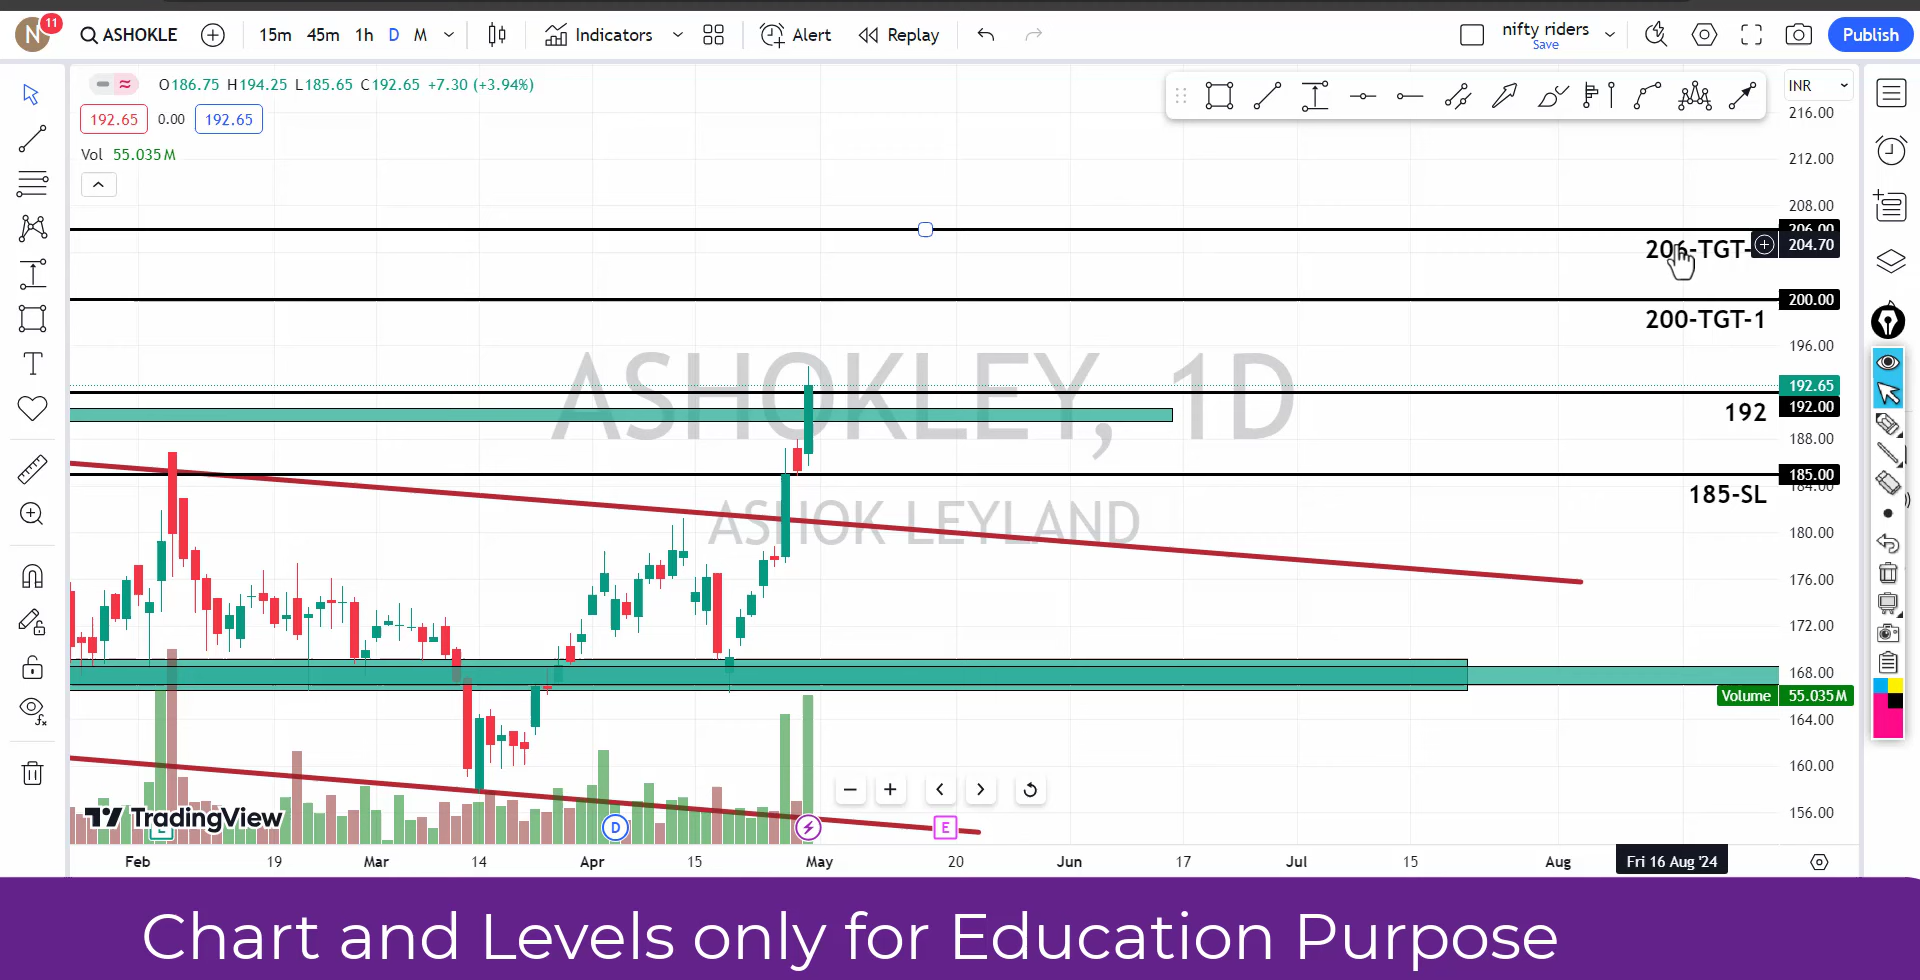 N 11 ASHOKLE 15m 45m 1h D M Indicators Alert Replay nifty riders Save Publish
O186.75 H194.25 L185.65 C192.65 +7.30 (+3.94%) INR
192.65 0.00 192.65
Vol 55.035M
216.00
212.00
208.00
206.00
206-TGT- 204.70
200.00
200-TGT-1
196.00
ASHOKLEY, 1D
192.65
192.00
192
188.00
185.00
184.00
185-SL
ASHOK LEYLAND
180.00
176.00
172.00
168.00
Volume 55.035M
164.00
160.00
156.00
TradingView
D E
Feb 19 Mar 14 Apr 15 May 20 Jun 17 Jul 15 Aug Fri 16 Aug '24
Chart and Levels only for Education Purpose